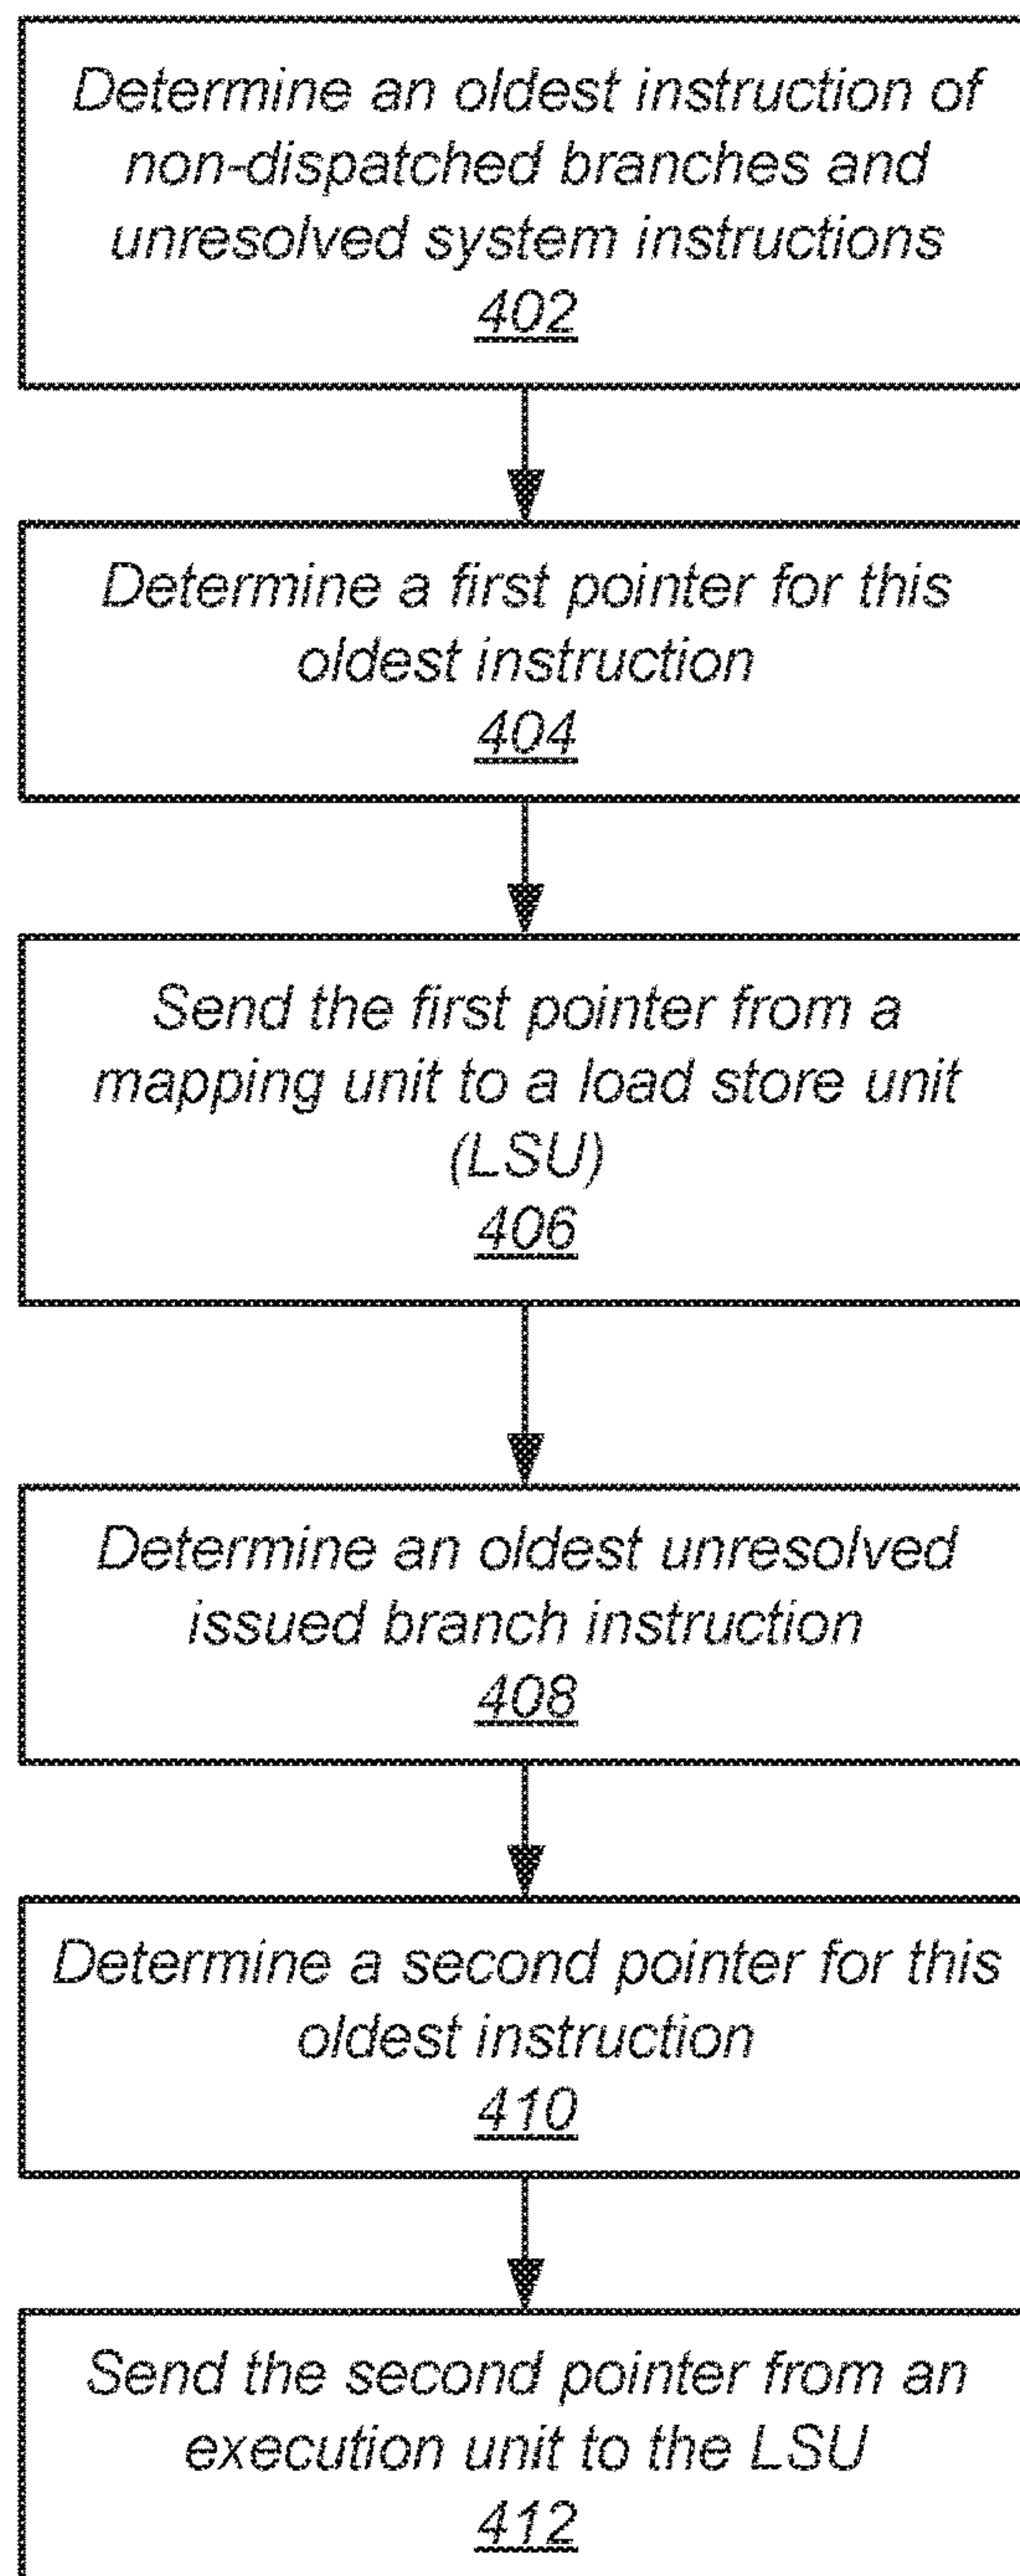 Determine an oldest instruction of
non-dispatched branches and
unresolved system instructions
402
Determine a first pointer for this
oldest instruction
404
Send the first pointer from a
mapping unit to a load store unit
(LSU)
406
Determine an oldest unresolved
issued branch instruction
408
Determine a second pointer for this
oldest instruction
410
Send the second pointer from an
execution unit to the LSU
412